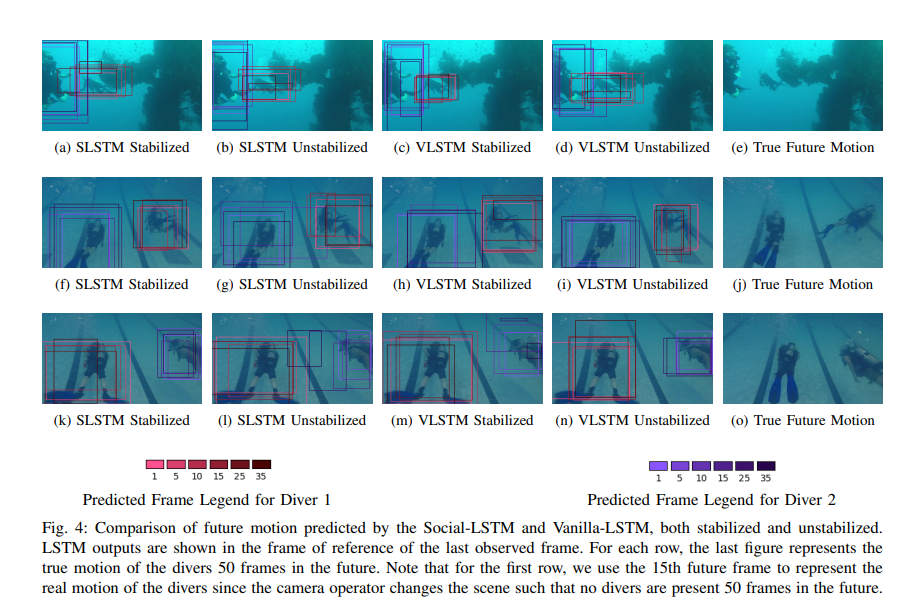 (a) SLSTM Stabilized (b) SLSTM Unstabilized (c) VLSTM Stabilized (d) VLSTM Unstabilized (e) True Future Motion
(f) SLSTM Stabilized (g) SLSTM Unstabilized (h) VLSTM Stabilized (i) VLSTM Unstabilized (j) True Future Motion
(k) SLSTM Stabilized (l) SLSTM Unstabilized (m) VLSTM Stabilized (n) VLSTM Unstabilized (o) True Future Motion
1 5 10 15 25 35
Predicted Frame Legend for Diver 1
1 5 10 15 25 35
Predicted Frame Legend for Diver 2
Fig. 4: Comparison of future motion predicted by the Social-LSTM and Vanilla-LSTM, both stabilized and unstabilized.
LSTM outputs are shown in the frame of reference of the last observed frame. For each row, the last figure represents the
true motion of the divers 50 frames in the future. Note that for the first row, we use the 15th future frame to represent the
real motion of the divers since the camera operator changes the scene such that no divers are present 50 frames in the future.